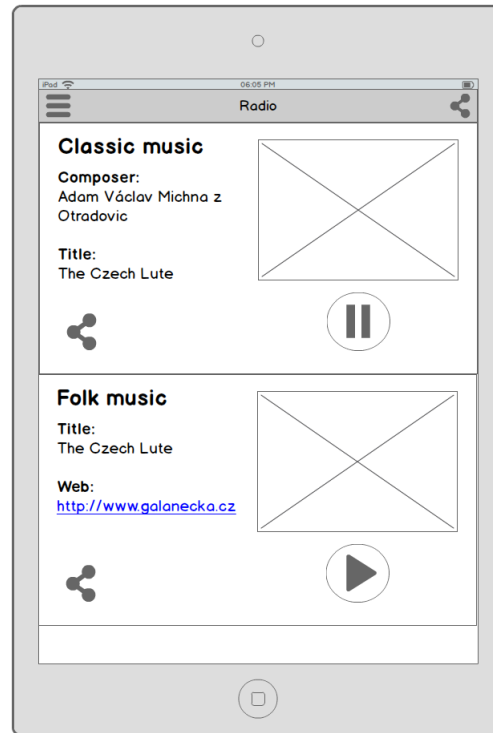 iPod 06:05 PM
Radio
Classic music
Composer:
Adam Václav Michna z
Otradovic
Title:
The Czech Lute
Folk music
Title:
The Czech Lute
Web:
http://www.galanecka.cz